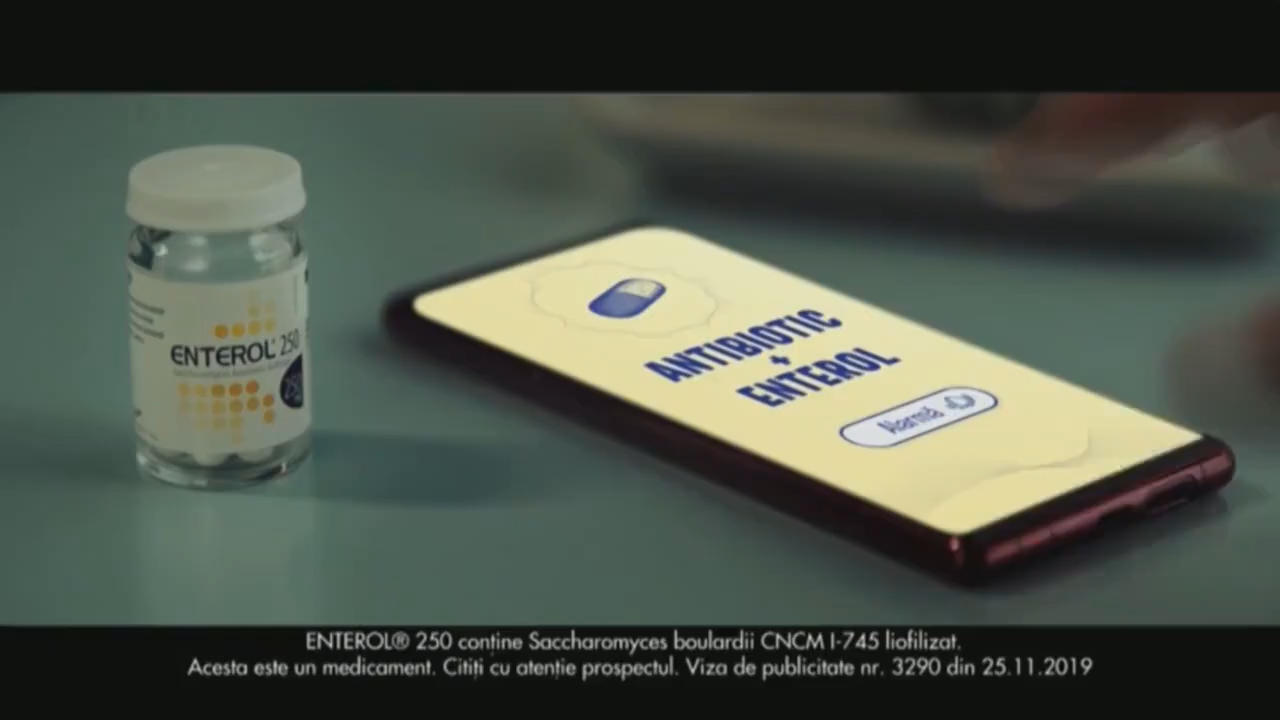 ENTEROL® 250
250
ANTIBIOTIC
+
ENTEROL
Alarmă
ENTEROL® 250 conține Saccharomyces boulardii CNCM I-745 liofilizat.
Acesta este un medicament. Citiți cu atenție prospectul. Viza de publicitate nr. 3290 din 25.11.2019